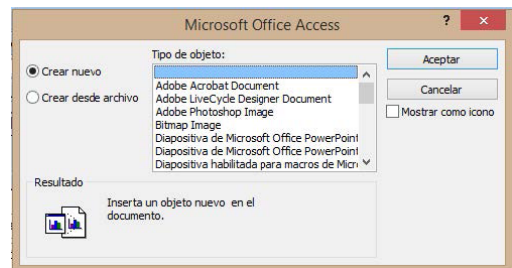 Microsoft Office Access
?
×
Tipo de objeto:
Crear nuevo
Crear desde archivo
Adobe Acrobat Document
Adobe LiveCycle Designer Document
Adobe Photoshop Image
Bitmap Image
Diapositiva de Microsoft Office PowerPoint
Diapositiva de Microsoft Office PowerPoint
Diapositiva habilitada para macros de Micro
Aceptar
Cancelar
Mostrar como icono
Resultado
Inserta un objeto nuevo en el
documento.